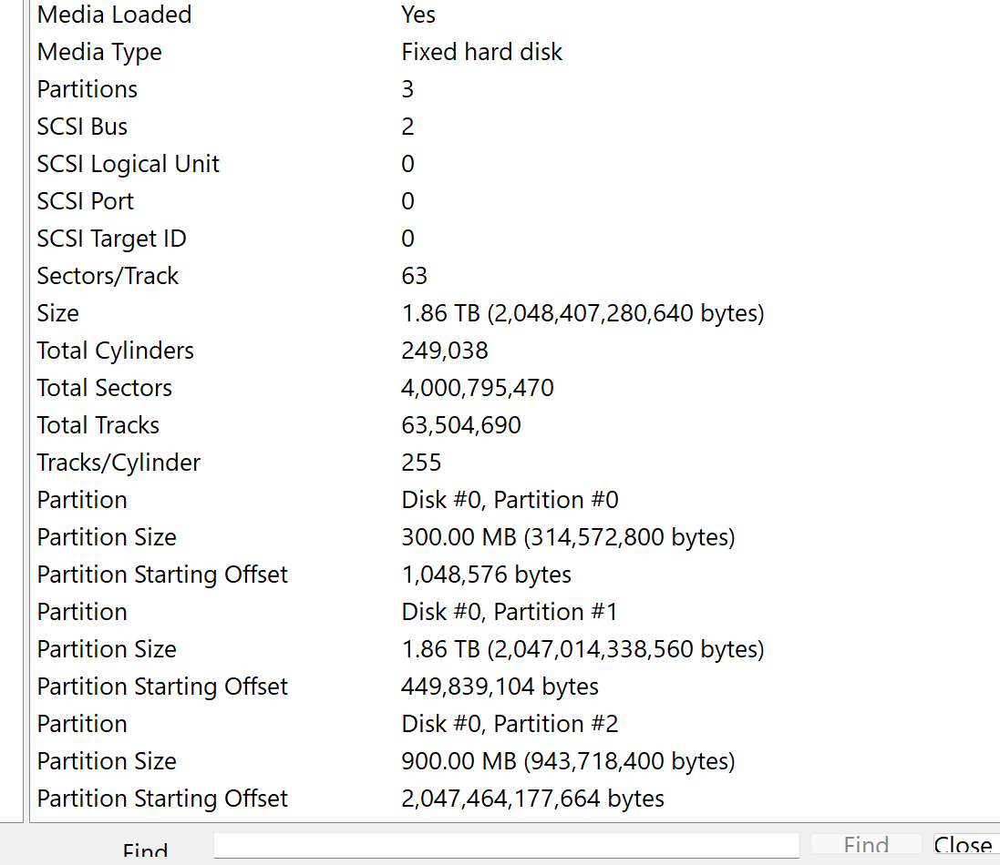 Media Loaded Yes
Media Type Fixed hard disk
Partitions 3
SCSI Bus 2
SCSI Logical Unit 0
SCSI Port 0
SCSI Target ID 0
Sectors/Track 63
Size 1.86 TB (2,048,407,280,640 bytes)
Total Cylinders 249,038
Total Sectors 4,000,795,470
Total Tracks 63,504,690
Tracks/Cylinder 255
Partition Disk #0, Partition #0
Partition Size 300.00 MB (314,572,800 bytes)
Partition Starting Offset 1,048,576 bytes
Partition Disk #0, Partition #1
Partition Size 1.86 TB (2,047,014,338,560 bytes)
Partition Starting Offset 449,839,104 bytes
Partition Disk #0, Partition #2
Partition Size 900.00 MB (943,718,400 bytes)
Partition Starting Offset 2,047,464,177,664 bytes
Find Find Close